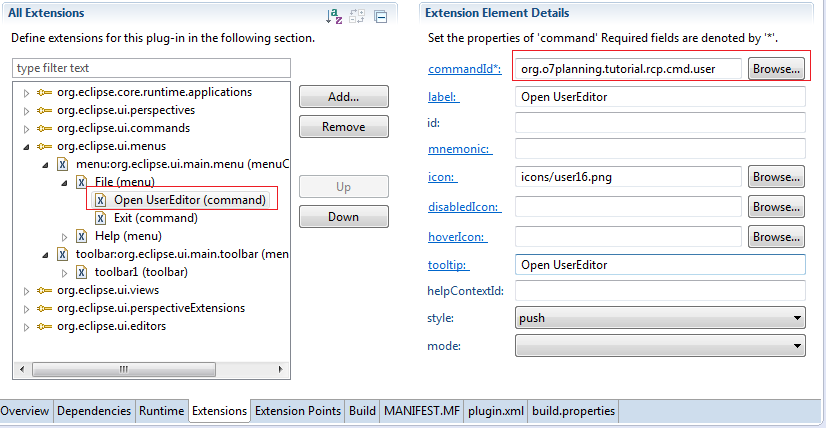 All Extensions
Define extensions for this plug-in in the following section.
type filter text
org.eclipse.core.runtime.applications
org.eclipse.ui.perspectives
org.eclipse.ui.commands
org.eclipse.ui.menus
menu:org.eclipse.ui.main.menu (menuC
File (menu)
Open UserEditor (command)
Exit (command)
Help (menu)
toolbar:org.eclipse.ui.main.toolbar (men
toolbar1 (toolbar)
org.eclipse.ui.views
org.eclipse.ui.perspectiveExtensions
org.eclipse.ui.editors
Add...
Remove
Up
Down
Extension Element Details
Set the properties of 'command' Required fields are denoted by '*'.
commandId*: org.o7planning.tutorial.rcp.cmd.user Browse...
label: Open UserEditor
id:
mnemonic:
icon: icons/user16.png Browse...
disabledIcon: Browse...
hoverIcon: Browse...
tooltip: Open UserEditor
helpContextId:
style: push
mode:
Overview Dependencies Runtime Extensions Extension Points Build MANIFEST.MF plugin.xml build.properties